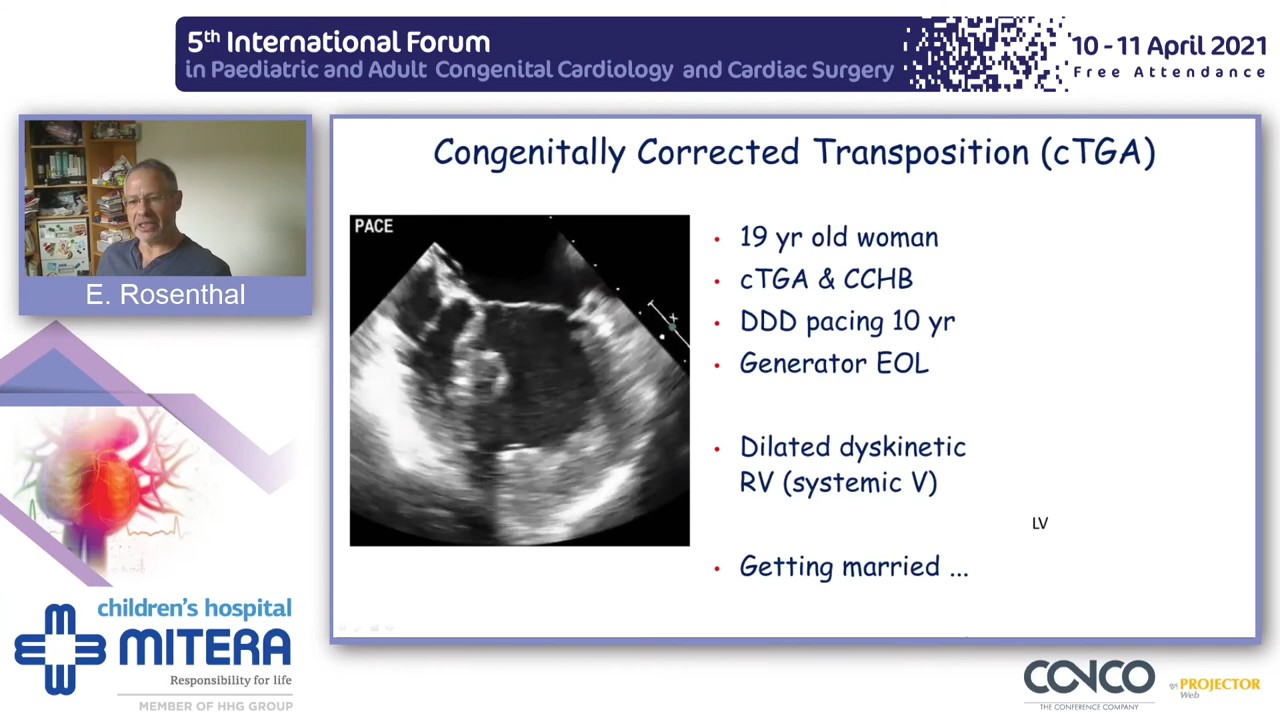 5th International Forum
in Paediatric and Adult Congenital Cardiology and Cardiac Surgery
10 - 11 April 2021
Free Attendance
E. Rosenthal
Congenitally Corrected Transposition (cTGA)
PACE
• 19 yr old woman
• cTGA & CCHB
• DDD pacing 10 yr
• Generator EOL
• Dilated dyskinetic
RV (systemic V)
LV
• Getting married ...
children's hospital
MITERA
Responsibility for life
MEMBER OF HHG GROUP
CONCO
THE CONFERENCE COMPANY
PROJECTOR
Web